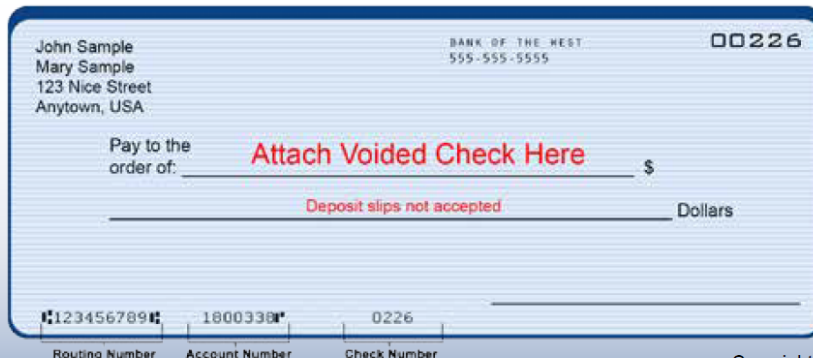 John Sample
Mary Sample
123 Nice Street
Anytown, USA
BANK OF THE WEST
555-555-5555
00226
Pay to the
order of: Attach Voided Check Here $
Deposit slips not accepted Dollars
⑆123456789⑆ 1800338⑈ 0226
Routing Number Account Number Check Number